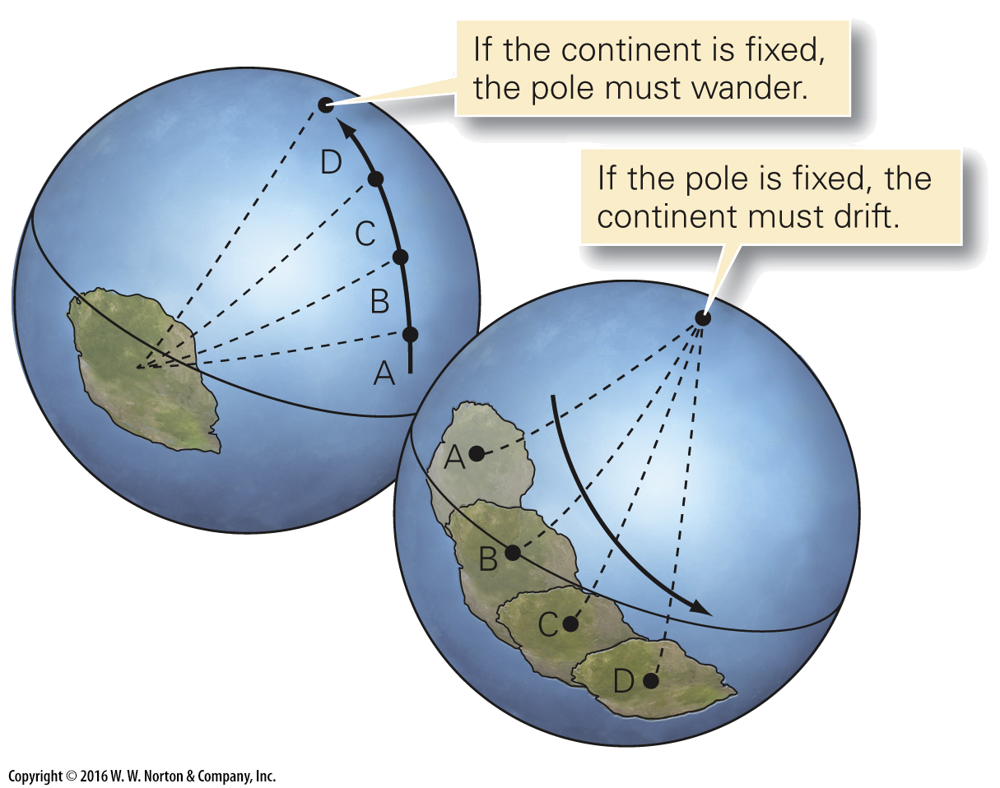 If the continent is fixed,
the pole must wander.
If the pole is fixed, the
continent must drift.
D
C
B
A
A
B
C
D
Copyright © 2016 W. W. Norton & Company, Inc.